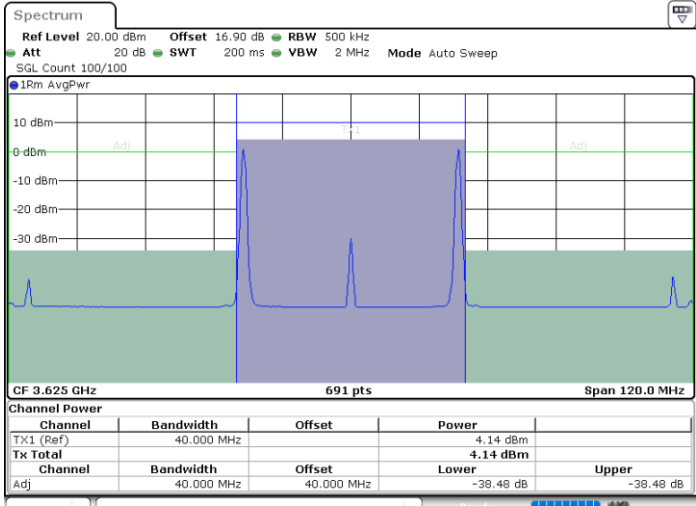 Spectrum
Ref Level 20.00 dBm Offset 16.90 dB RBW 500 kHz
Att 20 dB SWT 200 ms VBW 2 MHz Mode Auto Sweep
SGL Count 100/100
1Rm AvgPwr
10 dBm
TX1
Adj Adj
0 dBm
-10 dBm
-20 dBm
-30 dBm
CF 3.625 GHz 691 pts Span 120.0 MHz
Channel Power
Channel Bandwidth Offset Power
TX1 (Ref) 40.000 MHz 4.14 dBm
Tx Total 4.14 dBm
Channel Bandwidth Offset Lower Upper
Adj 40.000 MHz 40.000 MHz -38.48 dB -38.48 dB